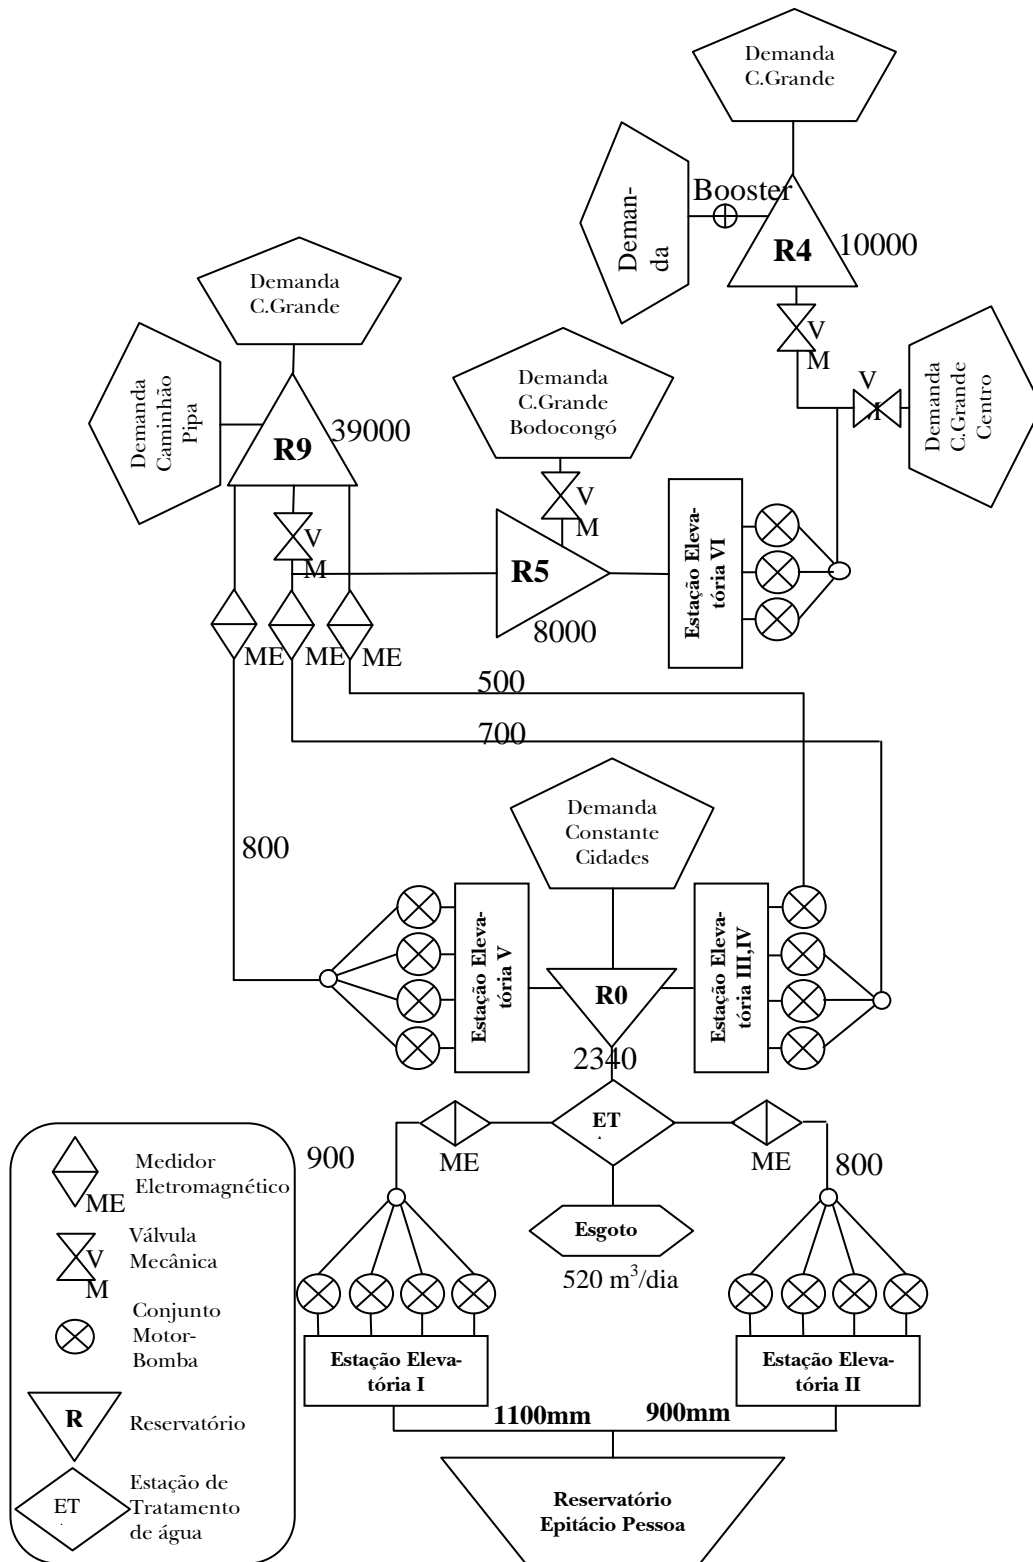 Demanda
C.Grande
Deman-
da
Booster
R4
10000
V
M
V
M
Demanda
C.Grande
Centro
Demanda
C.Grande
Demanda
Caminhão
Pipa
R9
39000
V
M
Demanda
C.Grande
Bodocongó
V
M
R5
8000
Estação Eleva-
tória VI
ME
ME
ME
500
700
800
Demanda
Constante
Cidades
Estação Eleva-
tória V
R0
Estação Eleva-
tória III,IV
2340
ET
ME
ME
900
800
Esgoto
520 m³/dia
Estação Eleva-
tória I
Estação Eleva-
tória II
1100mm
900mm
Reservatório
Epitácio Pessoa
ME
Medidor
Eletromagnético
V
M
Válvula
Mecânica
Conjunto
Motor-
Bomba
R
Reservatório
ET
Estação de
Tratamento
de água